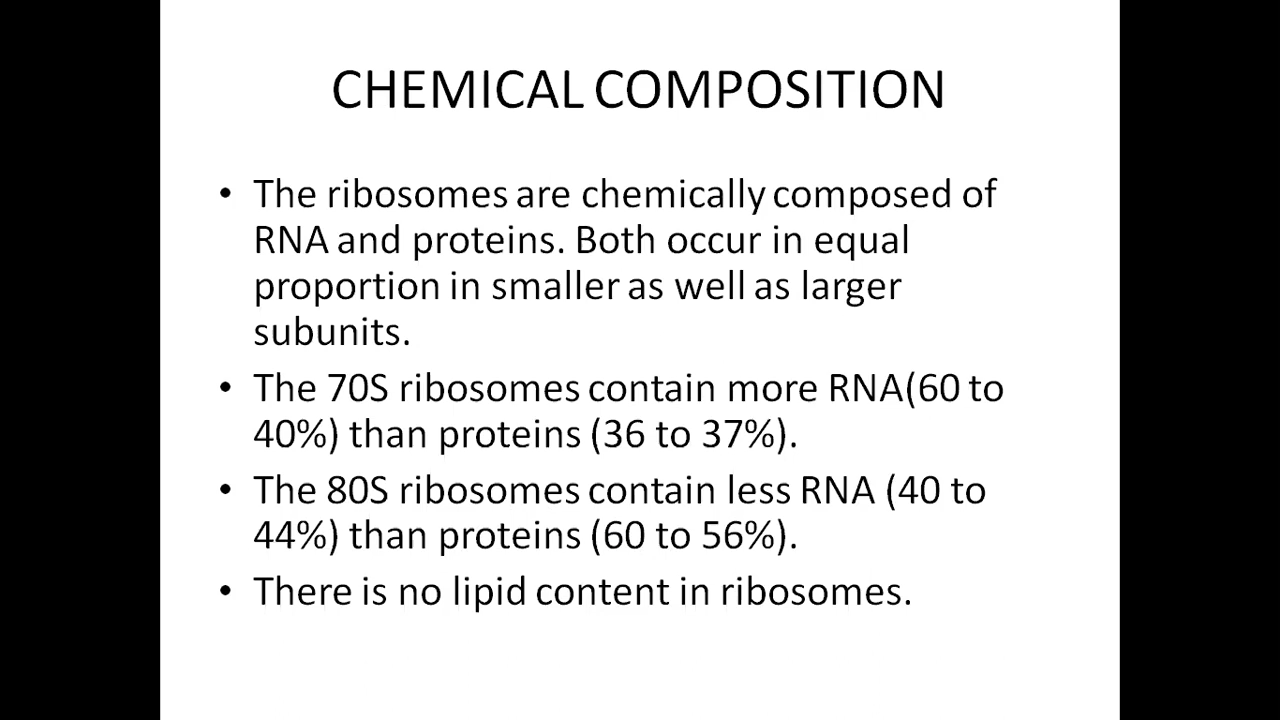 CHEMICAL COMPOSITION
• The ribosomes are chemically composed of
RNA and proteins. Both occur in equal
proportion in smaller as well as larger
subunits.
• The 70S ribosomes contain more RNA(60 to
40%) than proteins (36 to 37%).
• The 80S ribosomes contain less RNA (40 to
44%) than proteins (60 to 56%).
• There is no lipid content in ribosomes.